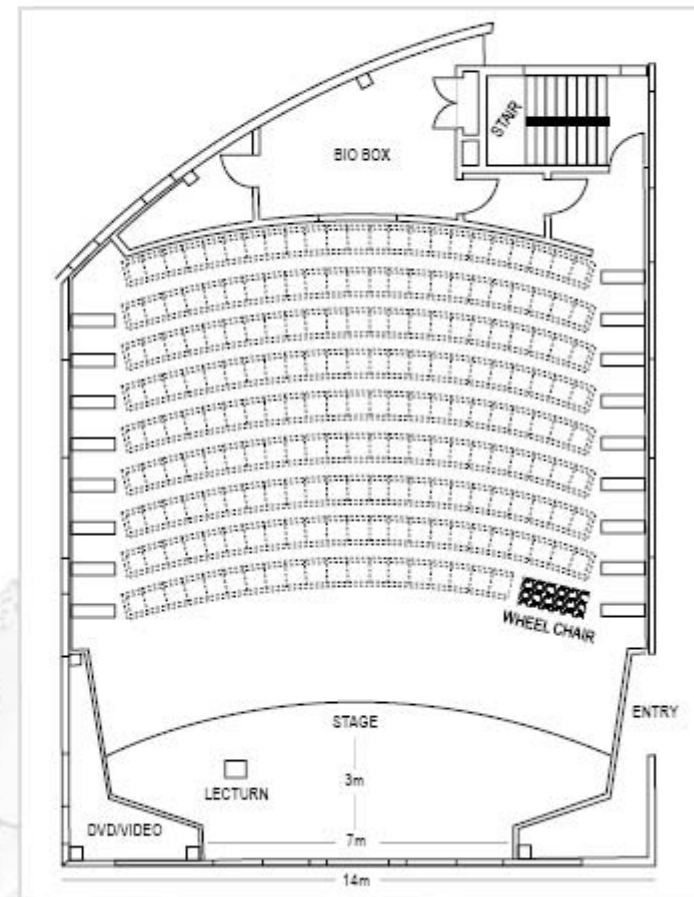 STAIR
BIO BOX
WHEEL CHAIR
STAGE
ENTRY
3m
LECTURN
DVD/VIDEO
7m
14m